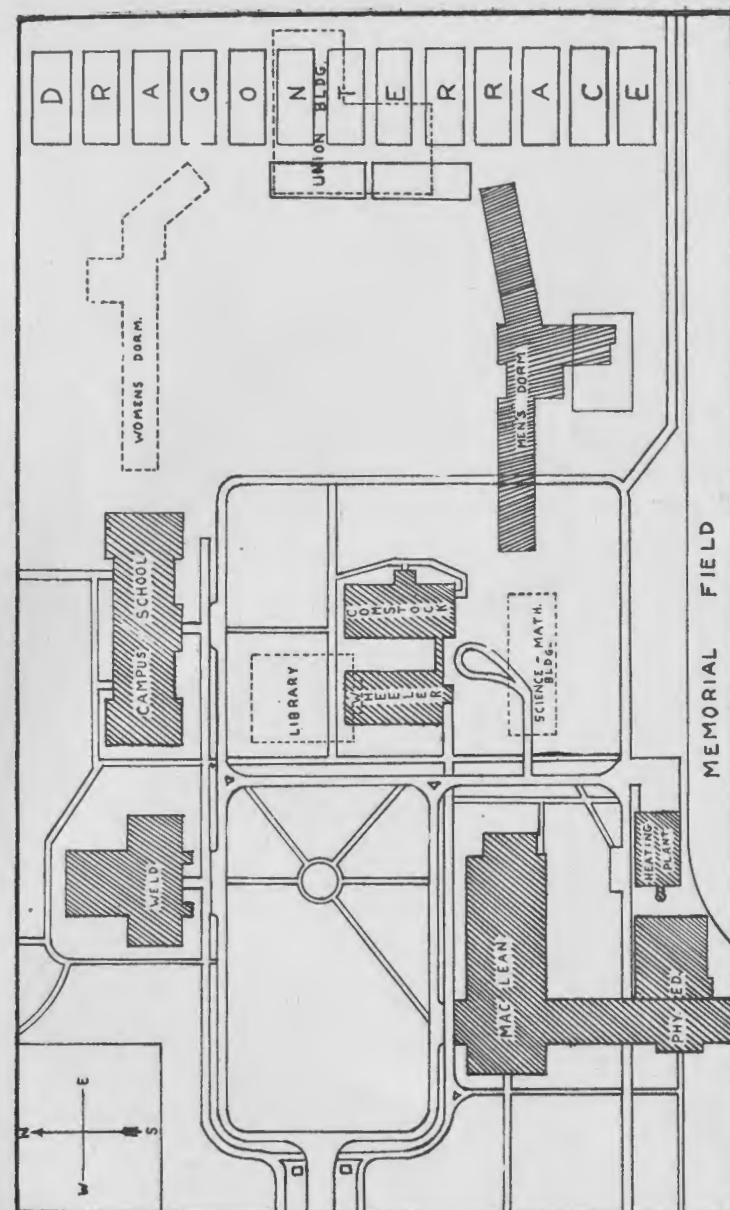 DRAGON TERRACE
UNION BLDG.
WOMENS DORM.
MEN'S DORM
CAMPUS SCHOOL
COMSTOCK
WHEELER
LIBRARY
SCIENCE - MATH.
BLDG.
MEMORIAL FIELD
WELD
HEATING
PLANT
MAC LEAN
PHY. ED.
N
E
S
W